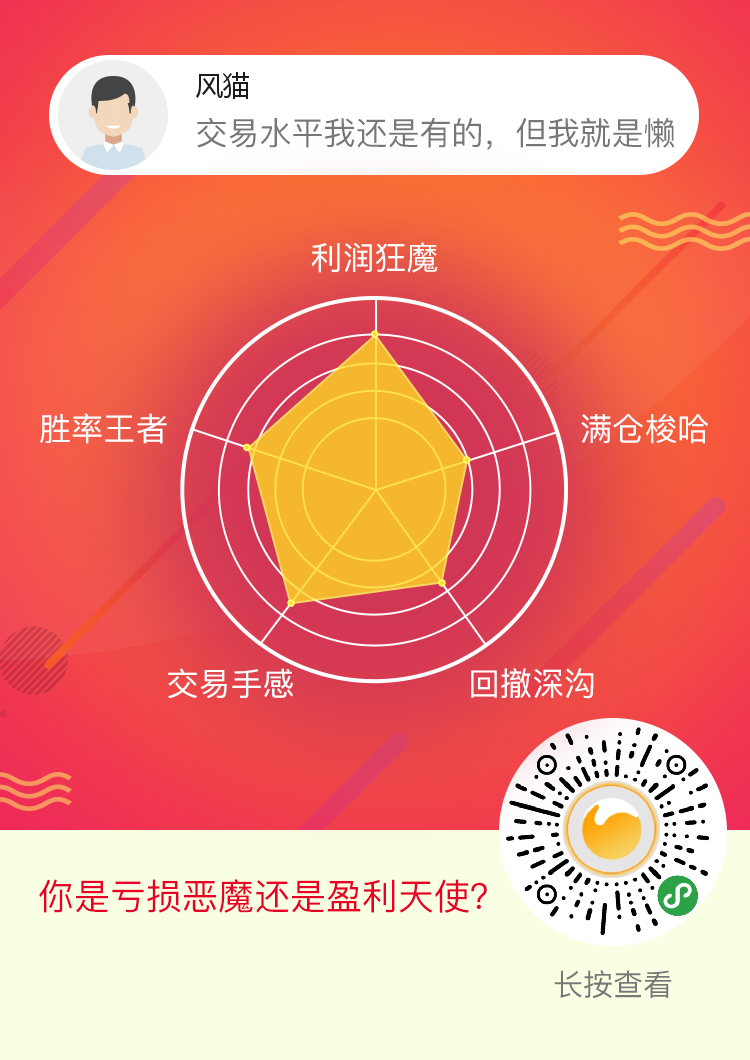 风猫
交易水平我还是有的，但我就是懒
利润狂魔
胜率王者
满仓梭哈
交易手感
回撤深沟
你是亏损恶魔还是盈利天使？
长按查看